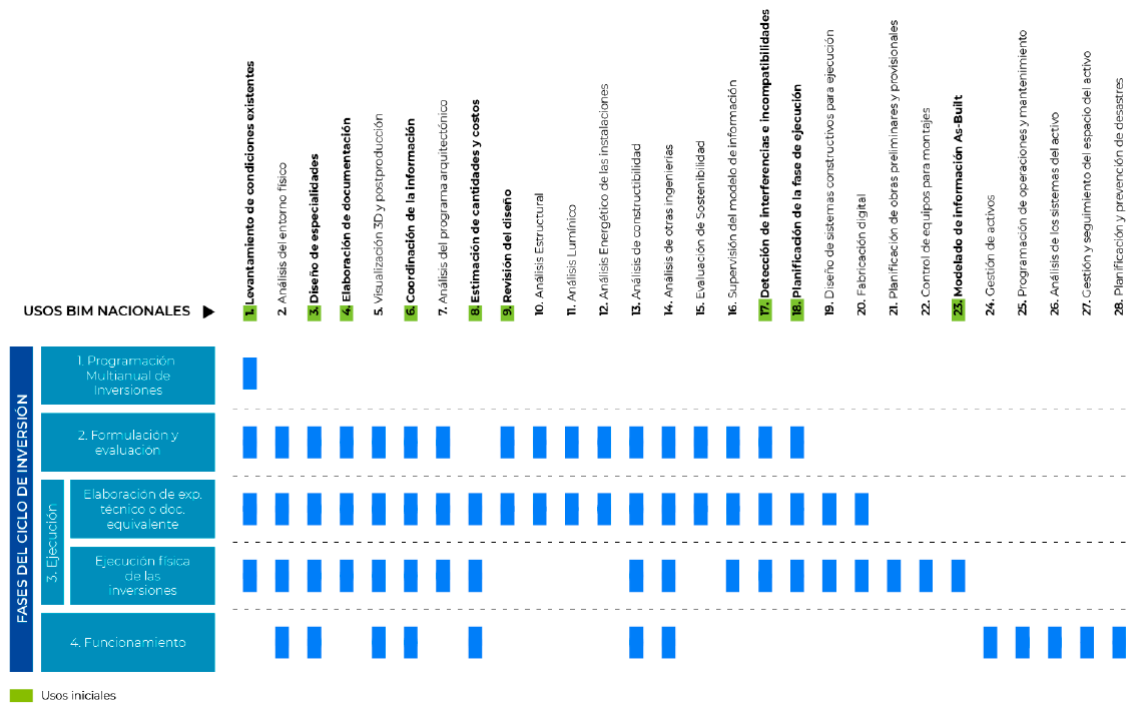 1. Levantamiento de condiciones existentes
2. Análisis del entorno físico
3. Diseño de especialidades
4. Elaboración de documentación
5. Visualización 3D y postproducción
6. Coordinación de la información
7. Análisis del programa arquitectónico
8. Estimación de cantidades y costos
9. Revisión del diseño
10. Análisis Estructural
11. Análisis Lumínico
12. Análisis Energético de las instalaciones
13. Análisis de constructibilidad
14. Análisis de otras ingenierías
15. Evaluación de Sostenibilidad
16. Supervisión del modelo de información
17. Detección de interferencias e incompatibilidades
18. Planificación de la fase de ejecución
19. Diseño de sistemas constructivos para ejecución
20. Fabricación digital
21. Planificación de obras preliminares y provisionales
22. Control de equipos para montajes
23. Modelado de información As-Built
24. Gestión de activos
25. Programación de operaciones y mantenimiento
26. Análisis de los sistemas del activo
27. Gestión y seguimiento del espacio del activo
28. Planificación y prevención de desastres
USOS BIM NACIONALES
FASES DEL CICLO DE INVERSIÓN
1. Programación
Multianual de
Inversiones
2. Formulación y
evaluación
3. Ejecución
Elaboración de exp.
técnico o doc.
equivalente
Ejecución física
de las
inversiones
4. Funcionamiento
Usos iniciales